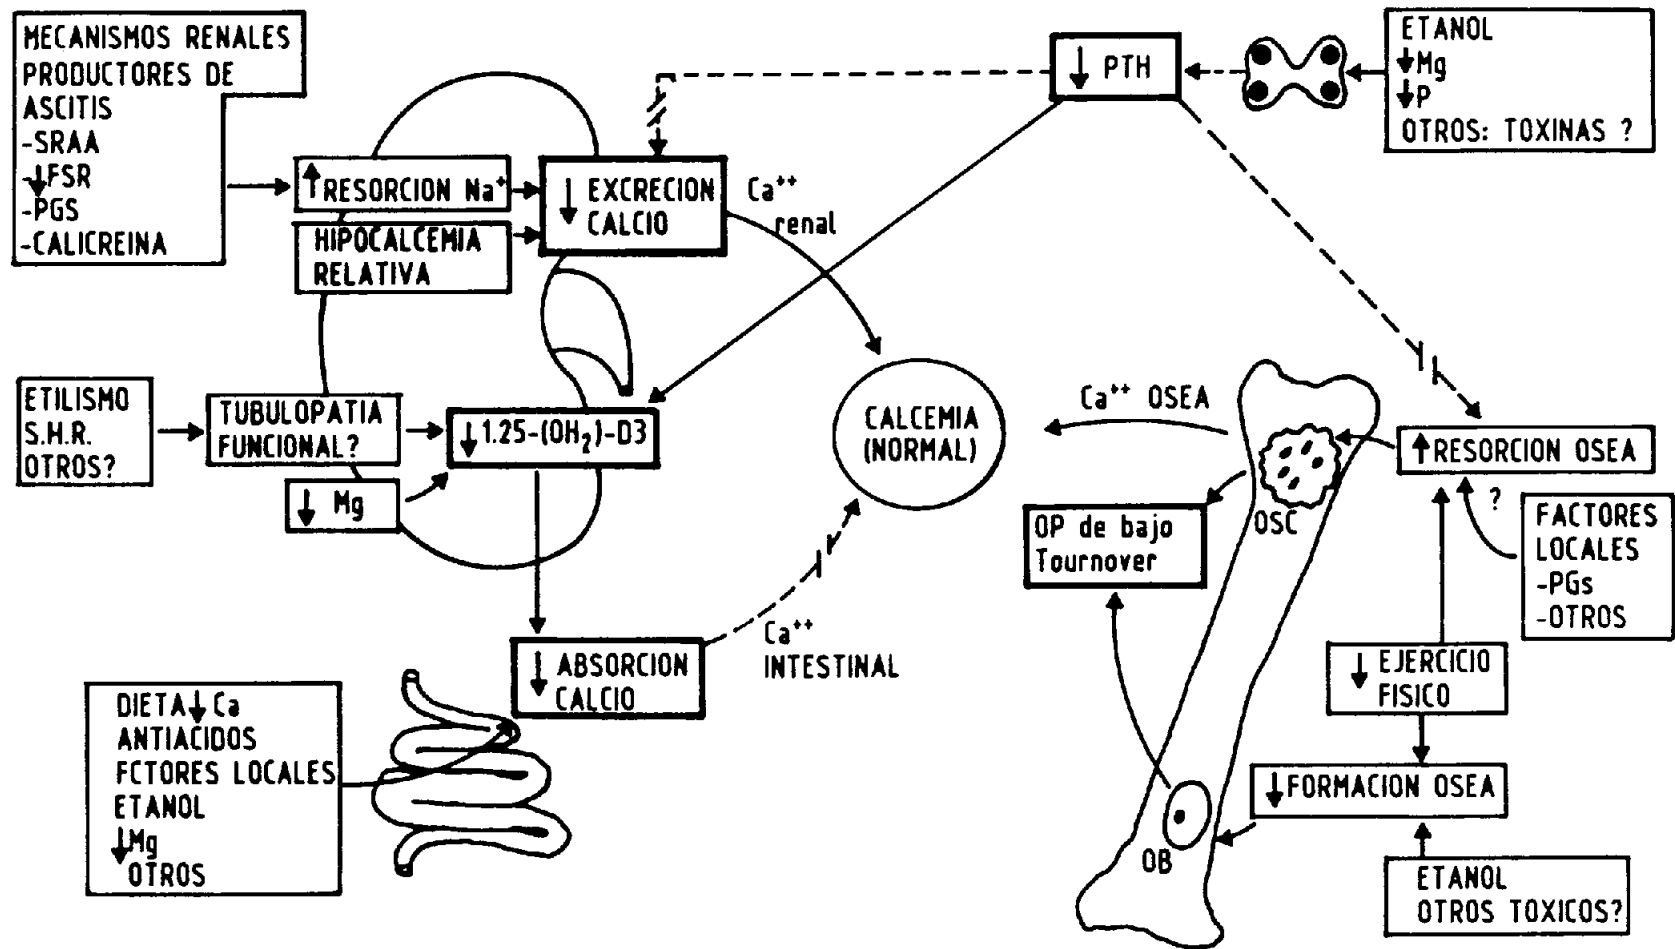 MECANISMOS RENALES
PRODUCTORES DE
ASCITIS
-SRAA
-↓FSR
-PGS
-CALICREINA
↑RESORCION Na⁺
HIPOCALCEMIA
RELATIVA
↓ EXCRECION
CALCIO
Ca⁺⁺
renal
↓ PTH
ETANOL
↓Mg
↓P
OTROS: TOXINAS ?
ETILISMO
S.H.R.
OTROS?
TUBULOPATIA
FUNCIONAL?
↓1.25-(OH₂)-D3
↓ Mg
CALCEMIA
(NORMAL)
Ca⁺⁺ OSEA
↑RESORCION OSEA
?
FACTORES
LOCALES
-PGs
-OTROS
OSC
OP de bajo
Tournover
↓ ABSORCION
CALCIO
Ca⁺⁺
INTESTINAL
↓ EJERCICIO
FISICO
DIETA↓Ca
ANTIACIDOS
FCTORES LOCALES
ETANOL
↓Mg
OTROS
↓FORMACION OSEA
OB
ETANOL
OTROS TOXICOS?